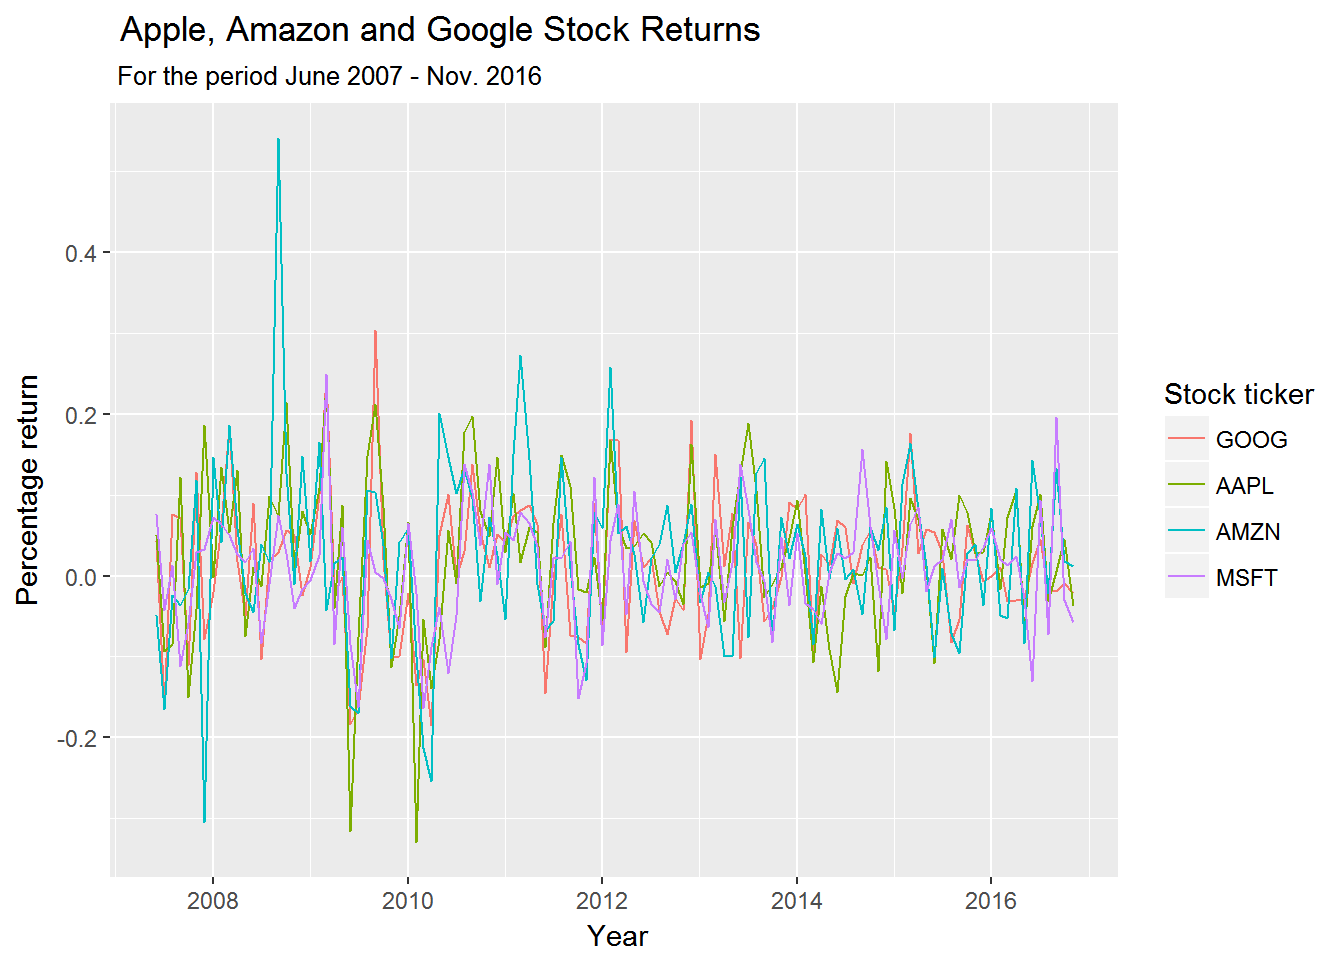 Apple, Amazon and Google Stock Returns
For the period June 2007 - Nov. 2016
Percentage return
0.4
0.2
0.0
-0.2
2008 2010 2012 2014 2016
Year
Stock ticker
GOOG
AAPL
AMZN
MSFT